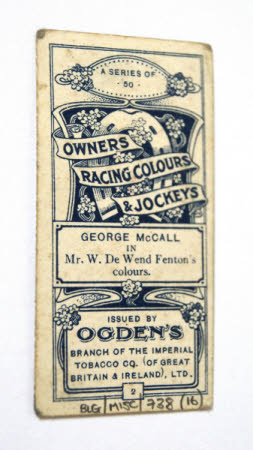 A SERIES OF
· 50 ·
OWNERS
RACING COLOURS
& JOCKEYS
GEORGE McCALL
IN
Mr. W. De Wend Fenton's
colours.
ISSUED BY
OGDEN'S
BRANCH OF THE IMPERIAL
TOBACCO CO. (OF GREAT
BRITAIN & IRELAND), LTD.
2
BLG/MISC/738 (16)